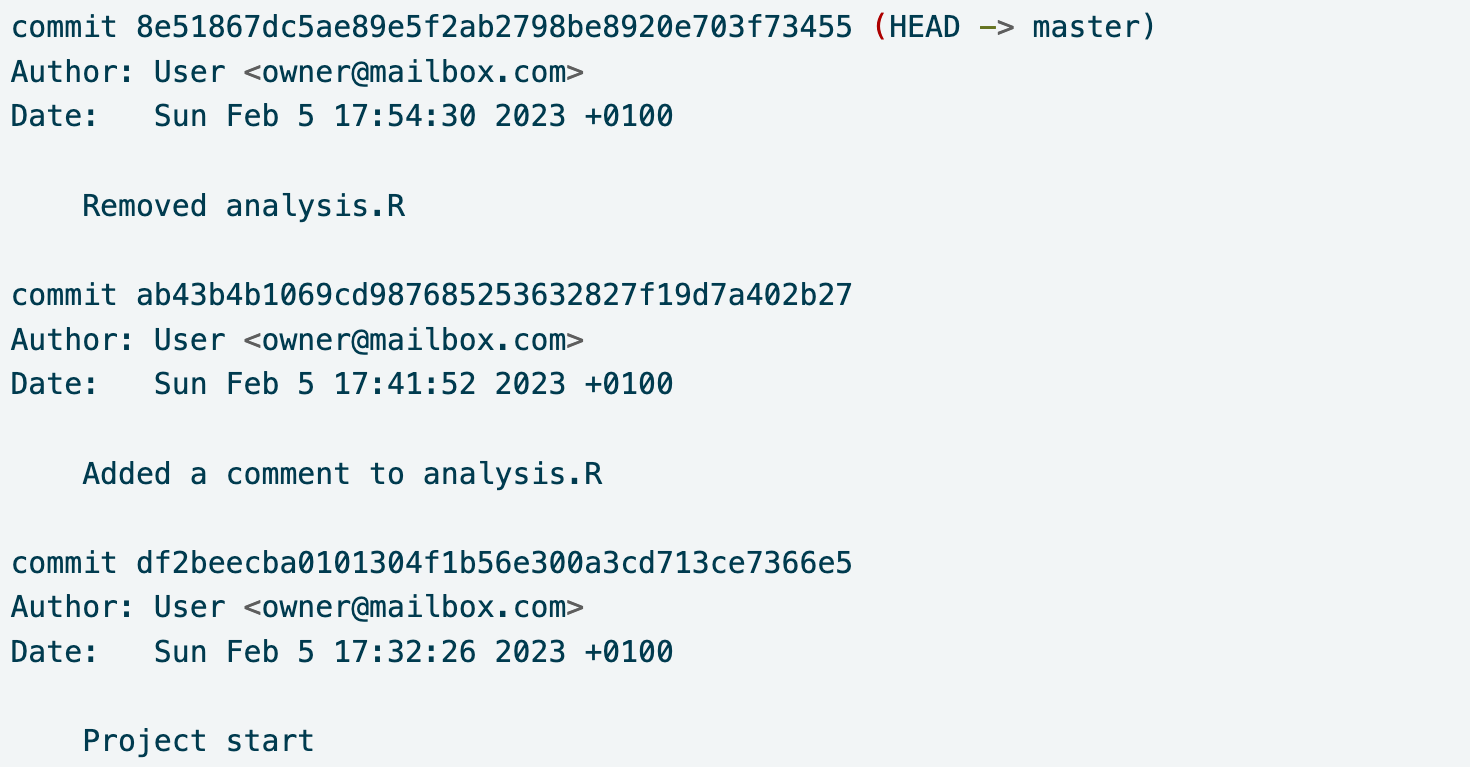 commit 8e51867dc5ae89e5f2ab2798be8920e703f73455 (HEAD -> master)
Author: User <owner@mailbox.com>
Date:   Sun Feb 5 17:54:30 2023 +0100
    Removed analysis.R
commit ab43b4b1069cd987685253632827f19d7a402b27
Author: User <owner@mailbox.com>
Date:   Sun Feb 5 17:41:52 2023 +0100
    Added a comment to analysis.R
commit df2beecba0101304f1b56e300a3cd713ce7366e5
Author: User <owner@mailbox.com>
Date:   Sun Feb 5 17:32:26 2023 +0100
    Project start